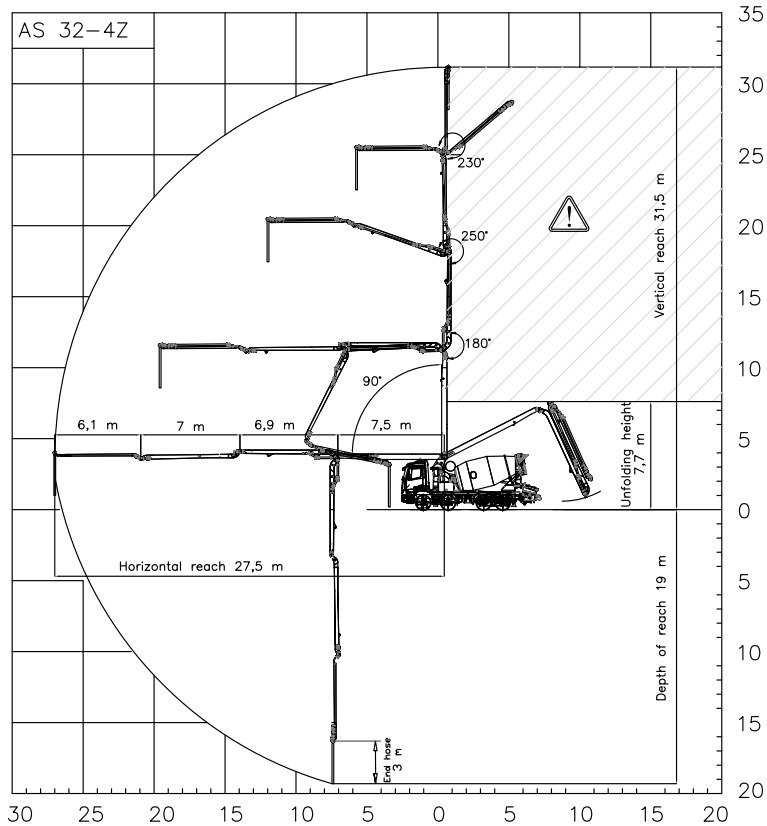 AS 32-4Z
35
30
25
20
15
10
5
0
5
10
15
20
230°
250°
180°
90°
Vertical reach 31,5 m
!
6,1 m
7 m
6,9 m
7,5 m
Unfolding height
7,7 m
Horizontal reach 27,5 m
Depth of reach 19 m
End hose
3 m
30 25 20 15 10 5 0 5 10 15 20